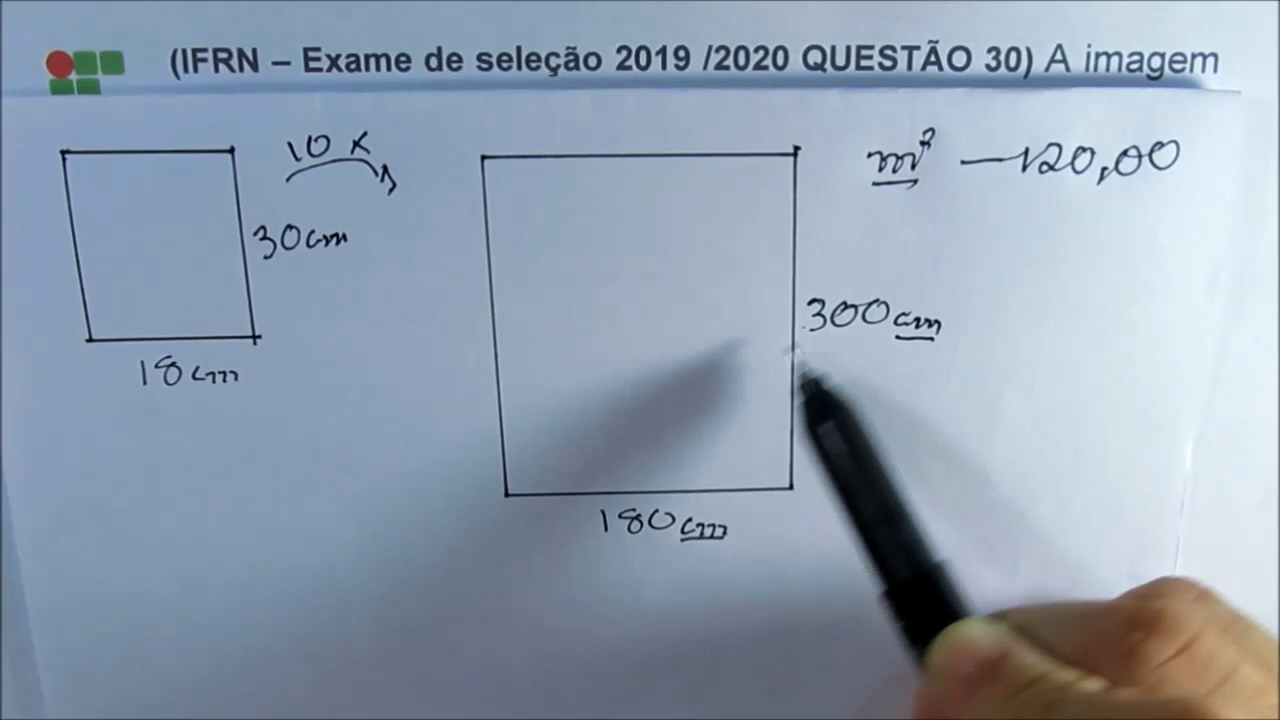 (IFRN – Exame de seleção 2019 /2020 QUESTÃO 30) A imagem
10 x
30cm
18cm
m² — 120,00
300cm
180cm